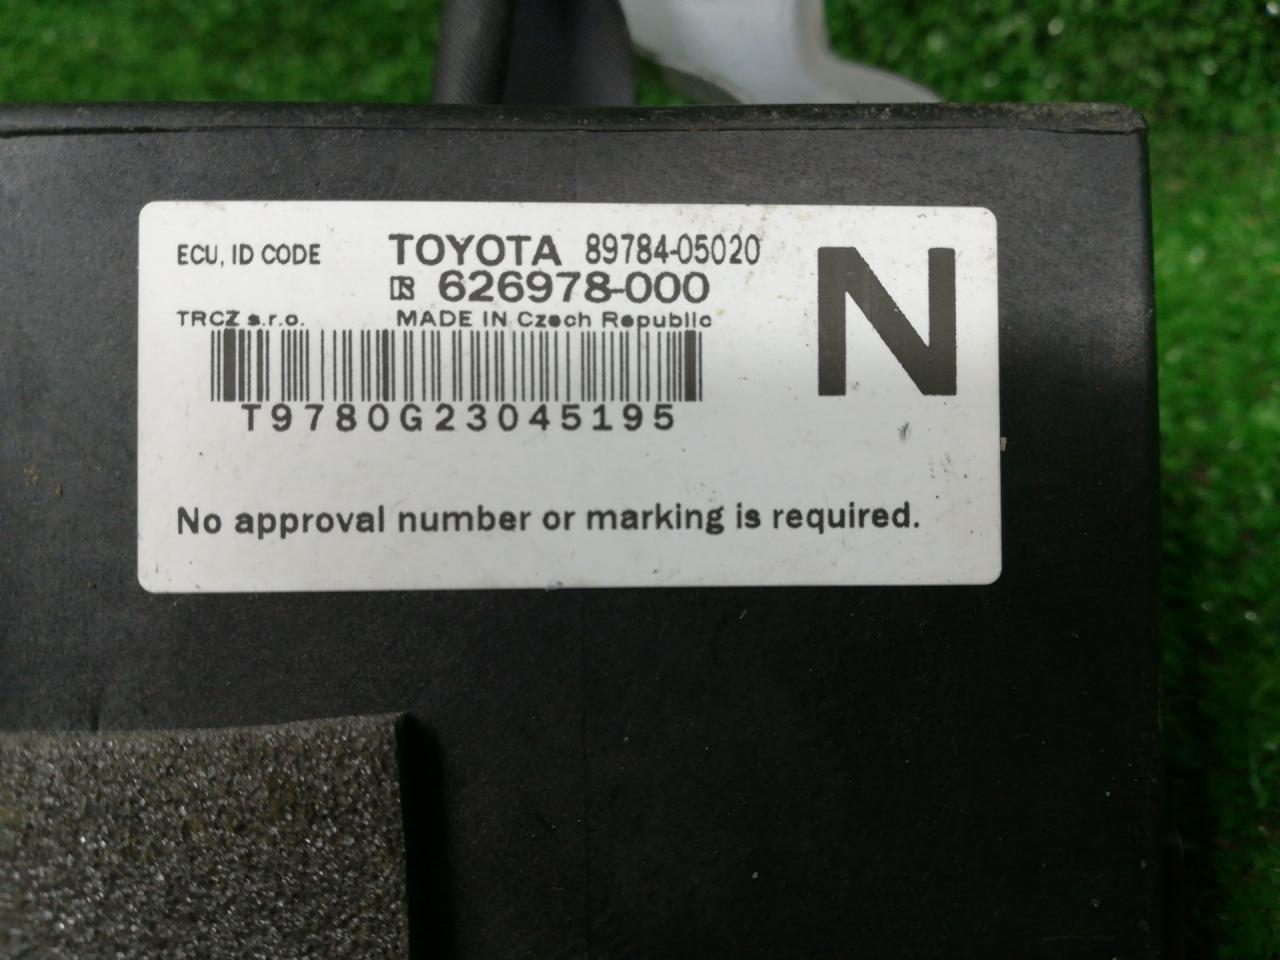 ECU, ID CODE TOYOTA 89784-05020
R 626978-000
TRCZ s.r.o. MADE IN Czech Republic
T9780G23045195
N
No approval number or marking is required.